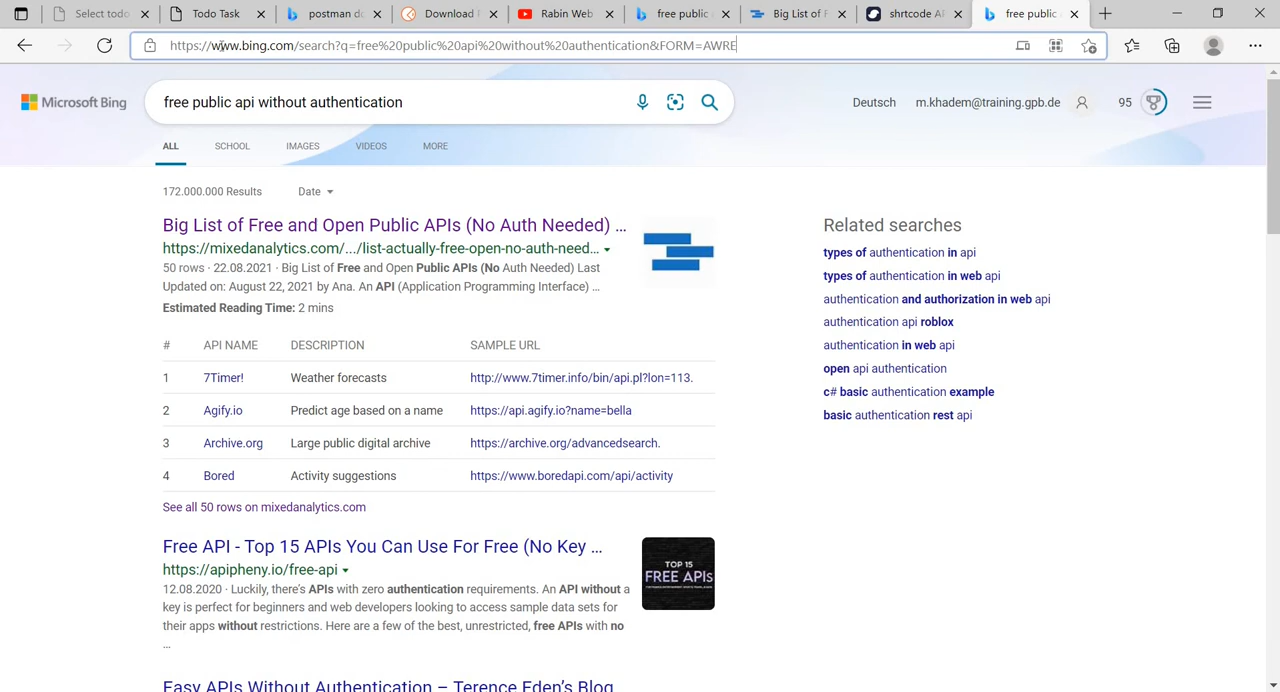 Select todo
Todo Task
postman d
Download
Rabin Web
free public
Big List of F
shrtcode AP
free public
https://www.bing.com/search?q=free%20public%20api%20without%20authentication&FORM=AWRE
Microsoft Bing
free public api without authentication
Deutsch
m.khadem@training.gpb.de
95
ALL
SCHOOL
IMAGES
VIDEOS
MORE
172.000.000 Results
Date
Big List of Free and Open Public APIs (No Auth Needed) ...
https://mixedanalytics.com/.../list-actually-free-open-no-auth-need...
50 rows · 22.08.2021 · Big List of Free and Open Public APIs (No Auth Needed) Last
Updated on: August 22, 2021 by Ana. An API (Application Programming Interface) ...
Estimated Reading Time: 2 mins
# API NAME DESCRIPTION SAMPLE URL
1 7Timer! Weather forecasts http://www.7timer.info/bin/api.pl?lon=113.
2 Agify.io Predict age based on a name https://api.agify.io?name=bella
3 Archive.org Large public digital archive https://archive.org/advancedsearch.
4 Bored Activity suggestions https://www.boredapi.com/api/activity
See all 50 rows on mixedanalytics.com
Free API - Top 15 APIs You Can Use For Free (No Key ...
https://apipheny.io/free-api
12.08.2020 · Luckily, there's APIs with zero authentication requirements. An API without a
key is perfect for beginners and web developers looking to access sample data sets for
their apps without restrictions. Here are a few of the best, unrestricted, free APIs with no
...
TOP 15
FREE APIs
Easy APIs Without Authentication – Terence Eden's Blog
Related searches
types of authentication in api
types of authentication in web api
authentication and authorization in web api
authentication api roblox
authentication in web api
open api authentication
c# basic authentication example
basic authentication rest api